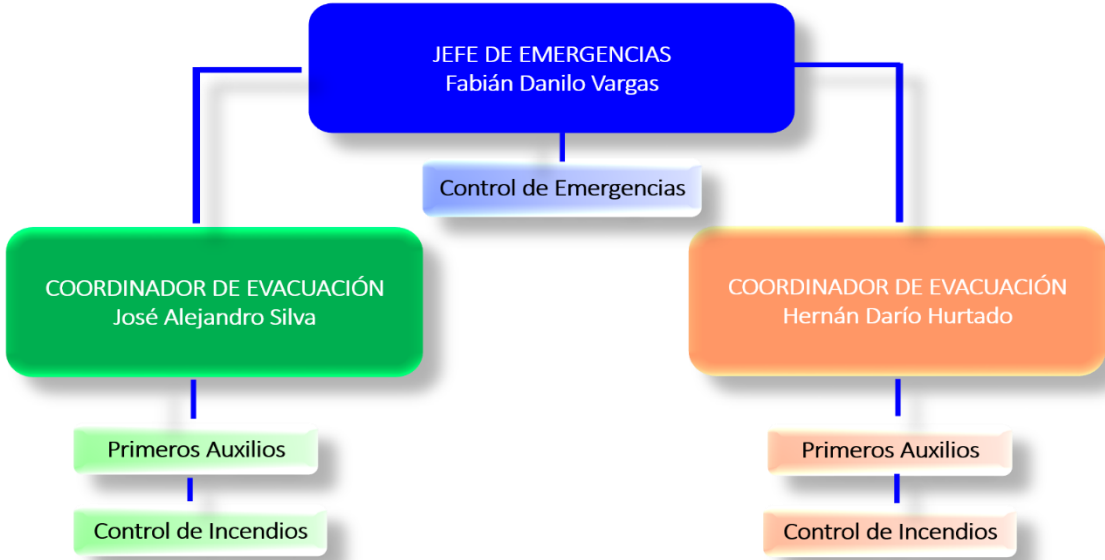 JEFE DE EMERGENCIAS
Fabián Danilo Vargas
Control de Emergencias
COORDINADOR DE EVACUACIÓN
José Alejandro Silva
COORDINADOR DE EVACUACIÓN
Hernán Darío Hurtado
Primeros Auxilios
Primeros Auxilios
Control de Incendios
Control de Incendios